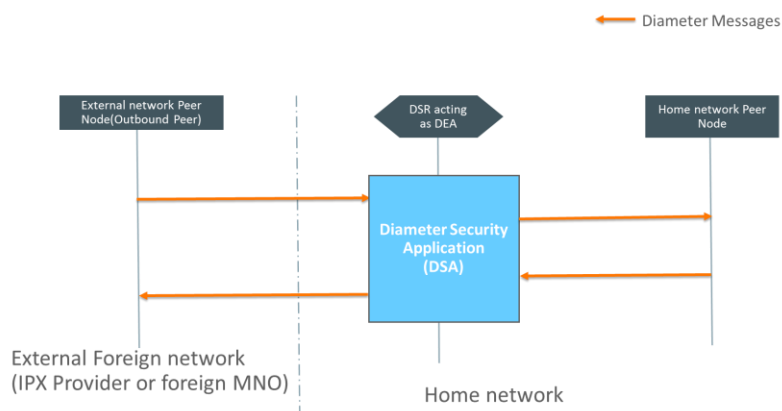 Diameter Messages
External network Peer
Node(Outbound Peer)
DSR acting
as DEA
Home network Peer
Node
Diameter Security
Application
(DSA)
External Foreign network
(IPX Provider or foreign MNO)
Home network